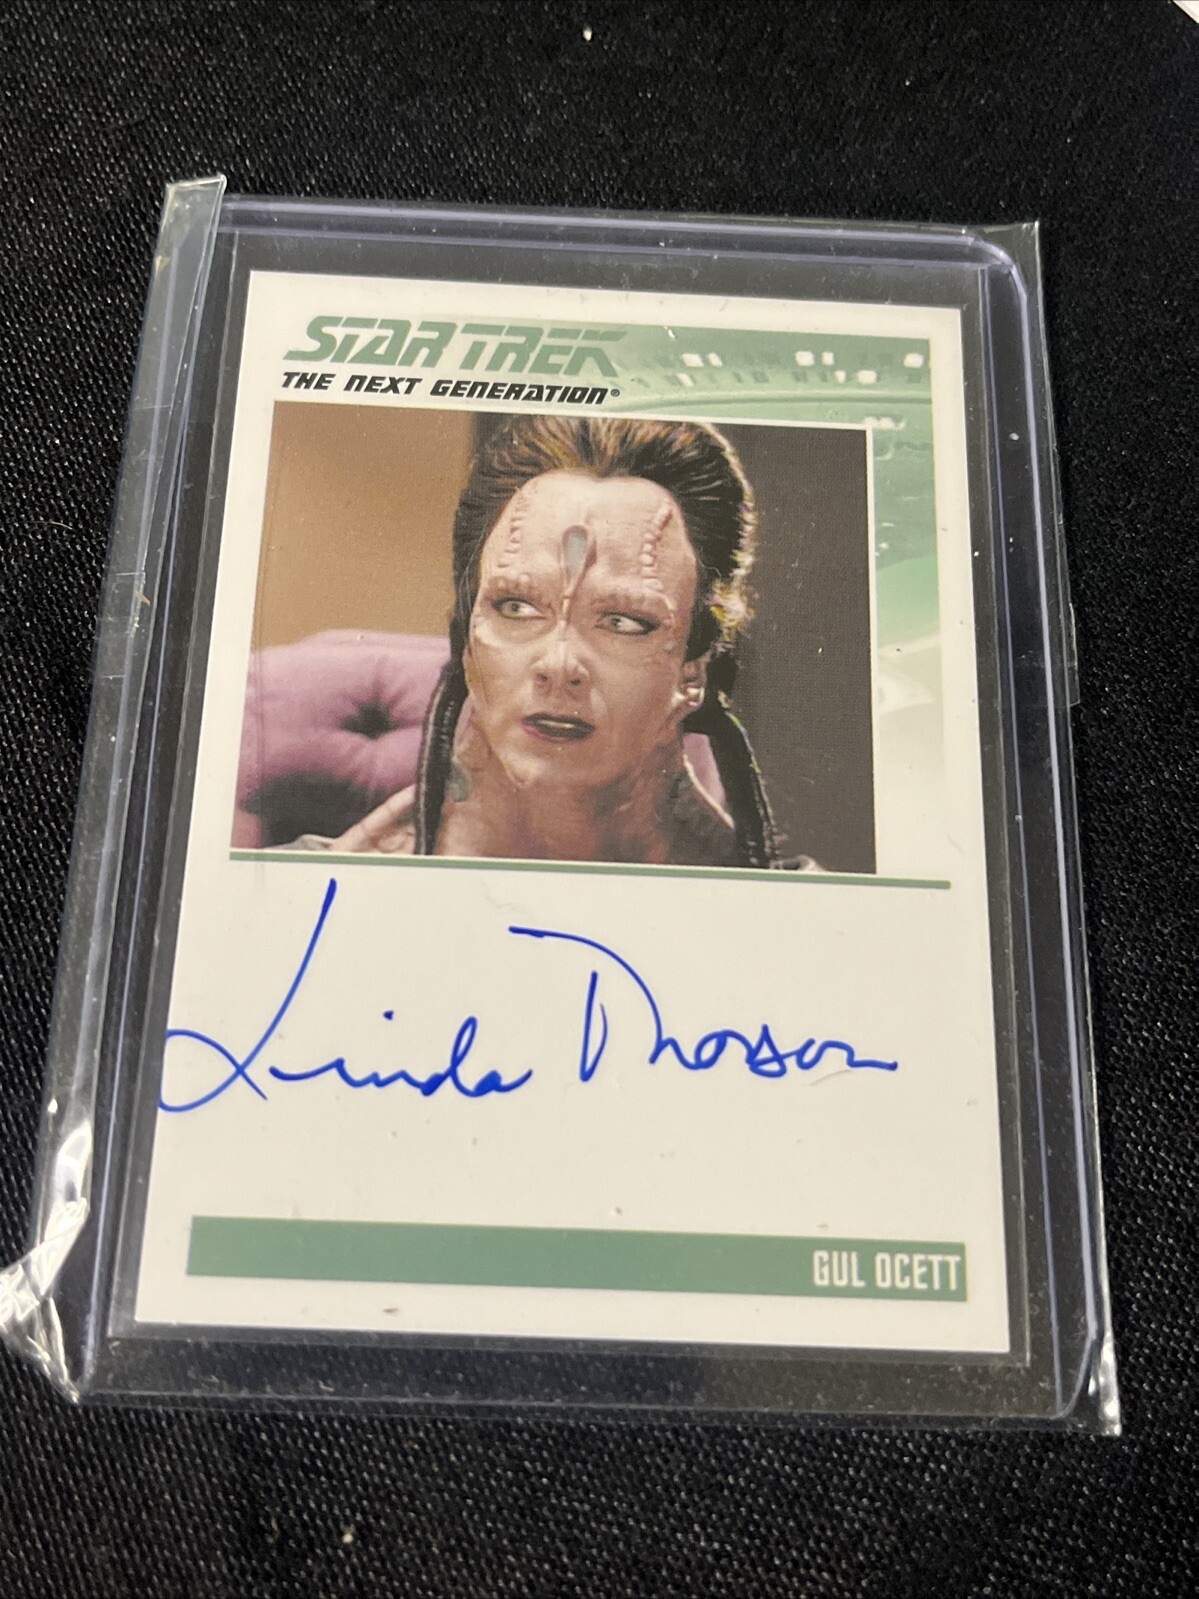 STAR TREK
THE NEXT GENERATION®
Linda Thorson
GUL OCETT